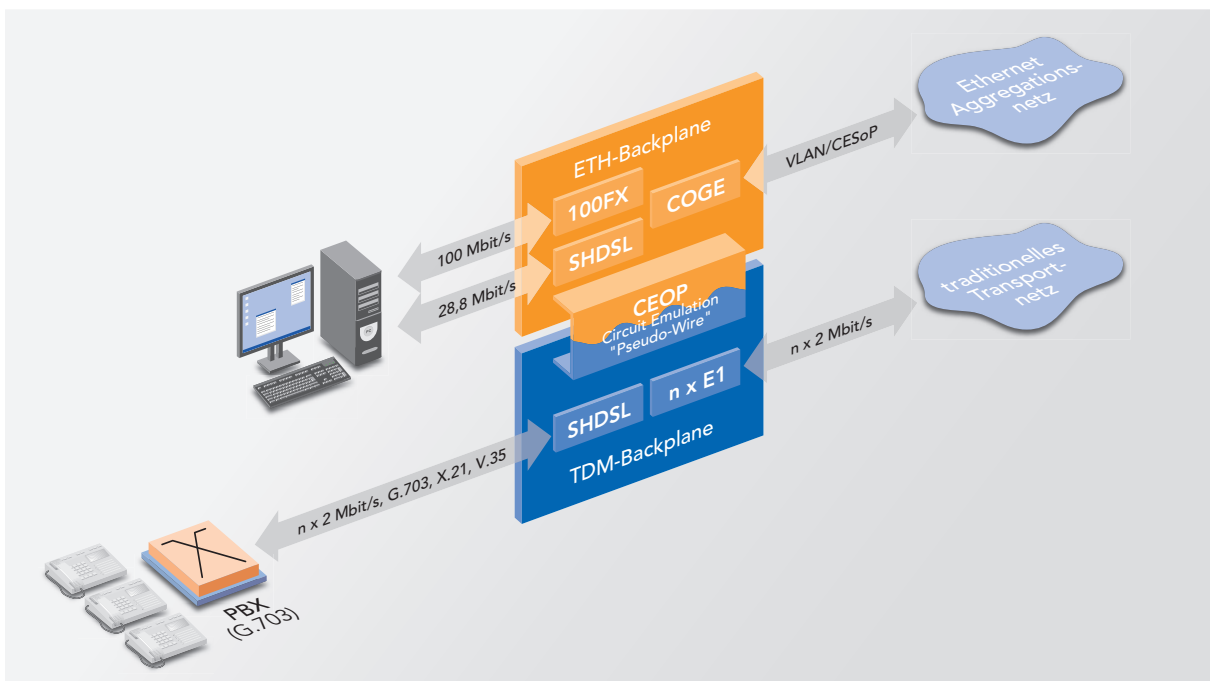 Ethernet
Aggregations-
netz
VLAN/CESoP
ETH-Backplane
100FX
COGE
SHDSL
100 Mbit/s
28,8 Mbit/s
CEOP
Circuit Emulation
"Pseudo-Wire"
traditionelles
Transport-
netz
n x 2 Mbit/s
n x E1
SHDSL
TDM-Backplane
n x 2 Mbit/s, G.703, X.21, V.35
PBX
(G.703)